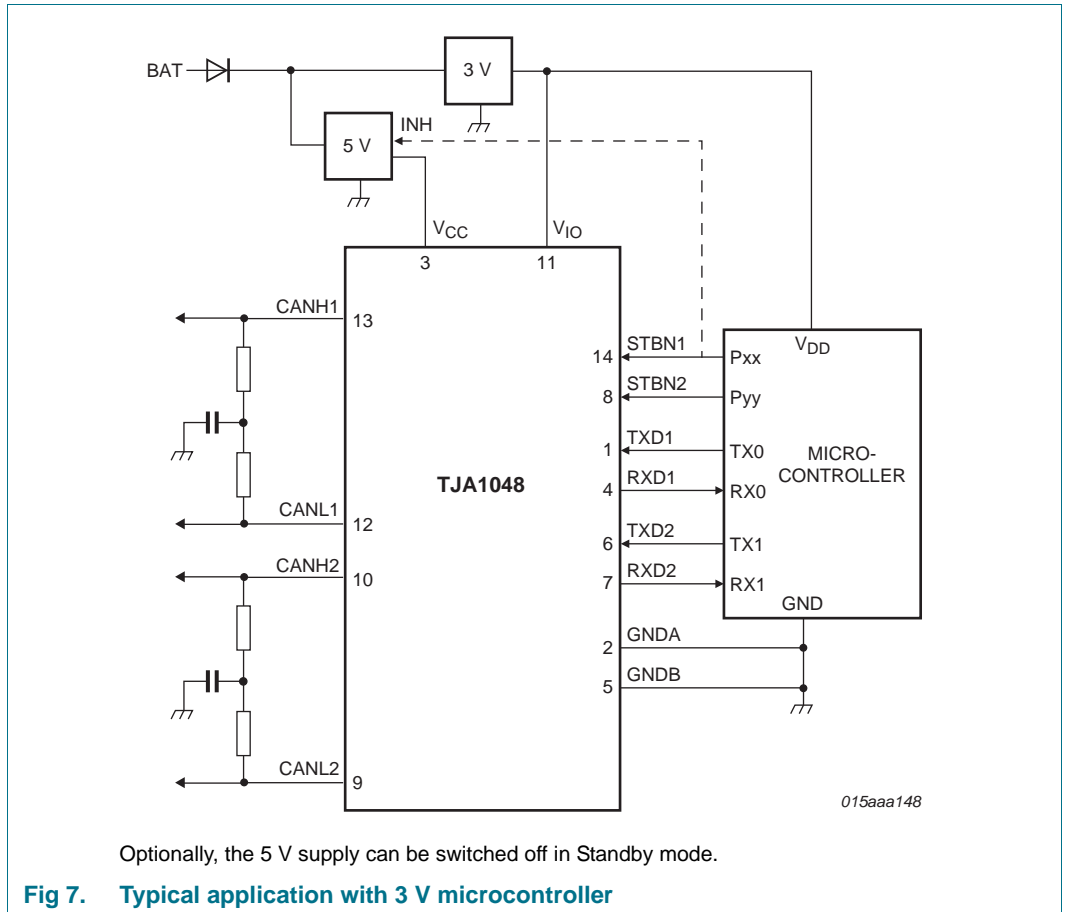 BAT
3 V
5 V
INH
VCC
VIO
3
11
CANH1
13
CANL1
12
CANH2
10
CANL2
9
TJA1048
14
STBN1
Pxx
VDD
8
STBN2
Pyy
1
TXD1
TX0
MICRO-
CONTROLLER
4
RXD1
RX0
6
TXD2
TX1
7
RXD2
RX1
GND
2
GNDA
5
GNDB
015aaa148
Optionally, the 5 V supply can be switched off in Standby mode.
Fig 7. Typical application with 3 V microcontroller